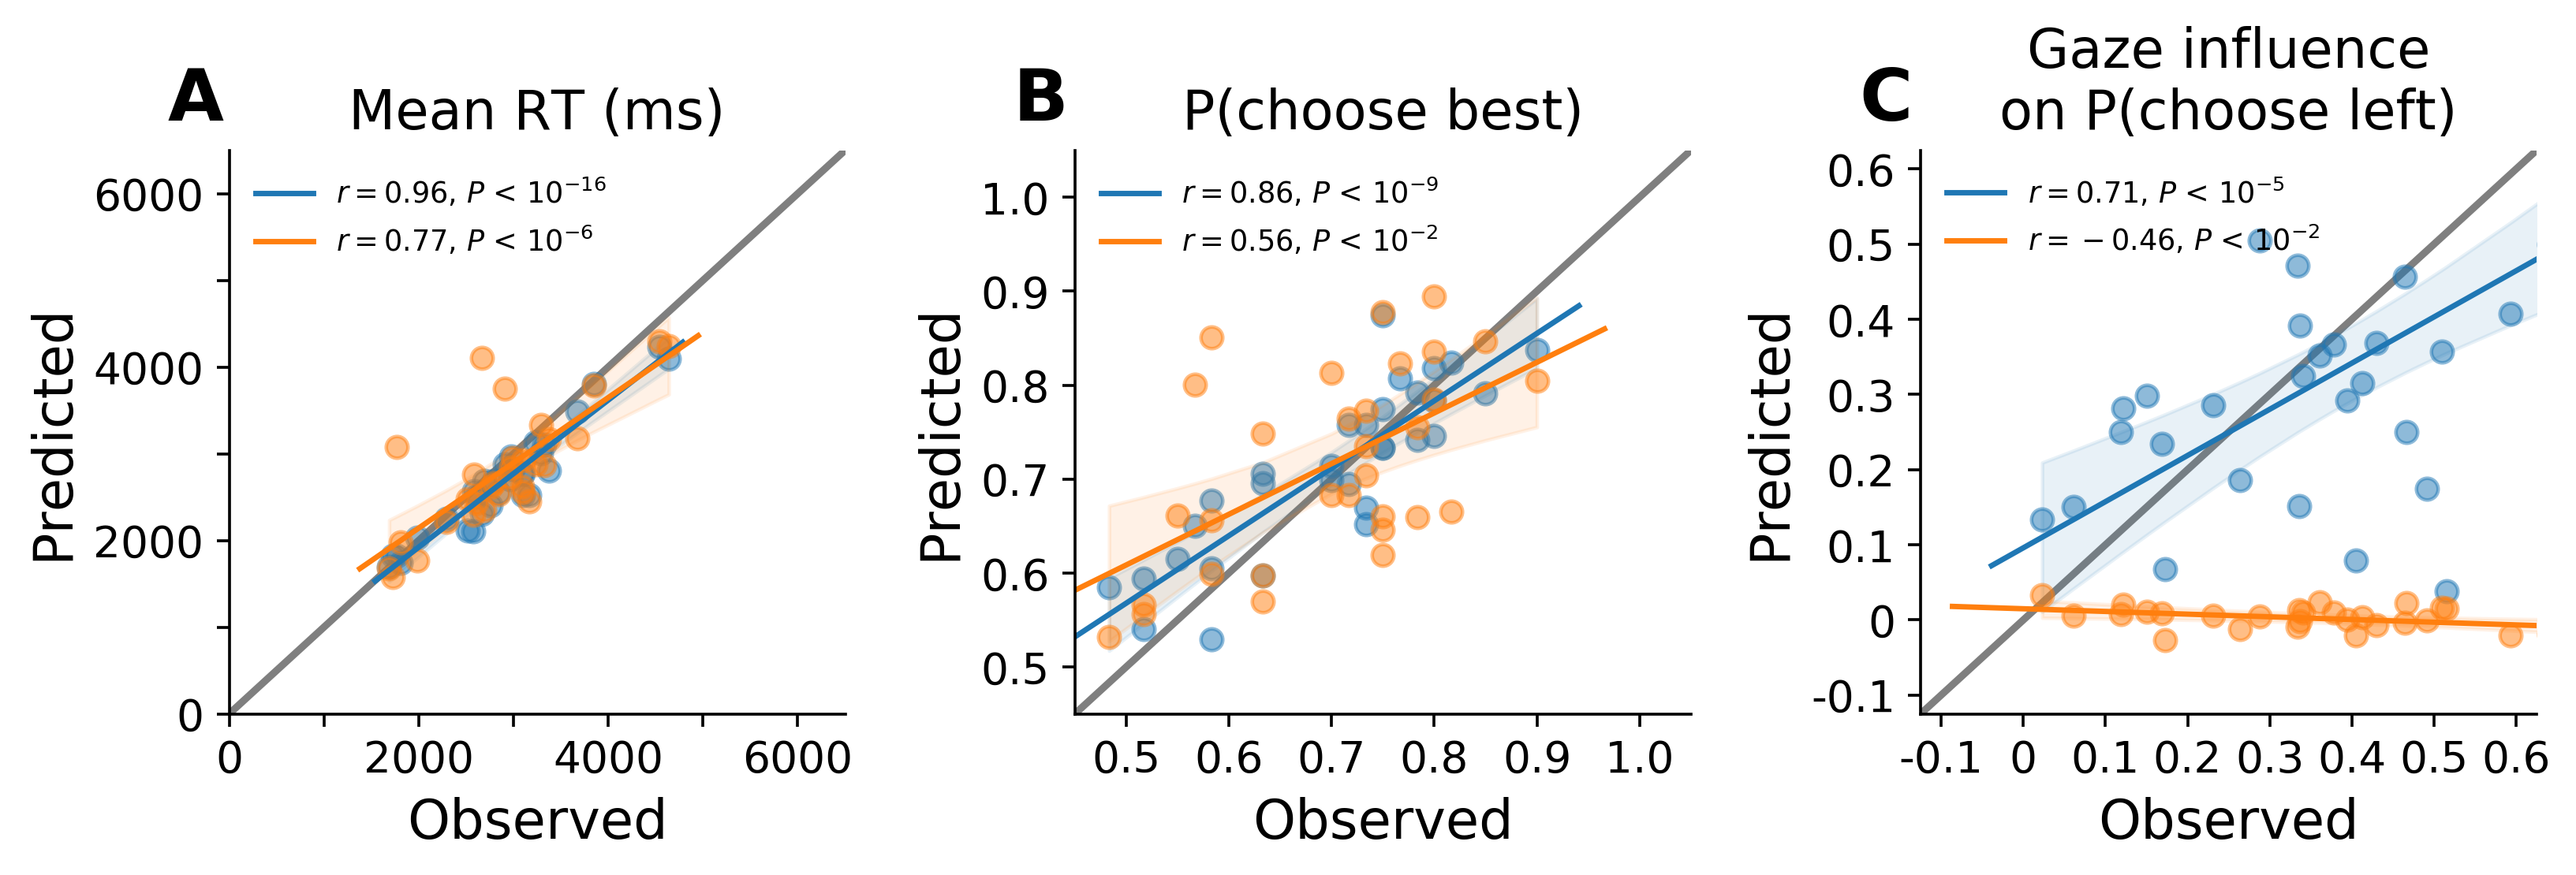 A
Mean RT (ms)
r = 0.96, P < 10⁻¹⁶
r = 0.77, P < 10⁻⁶
6000
4000
2000
0
Predicted
0 2000 4000 6000
Observed
B
P(choose best)
r = 0.86, P < 10⁻⁹
r = 0.56, P < 10⁻²
1.0
0.9
0.8
0.7
0.6
0.5
Predicted
0.5 0.6 0.7 0.8 0.9 1.0
Observed
C
Gaze influence
on P(choose left)
r = 0.71, P < 10⁻⁵
r = −0.46, P < 10⁻²
0.6
0.5
0.4
0.3
0.2
0.1
0
-0.1
Predicted
-0.1 0 0.1 0.2 0.3 0.4 0.5 0.6
Observed